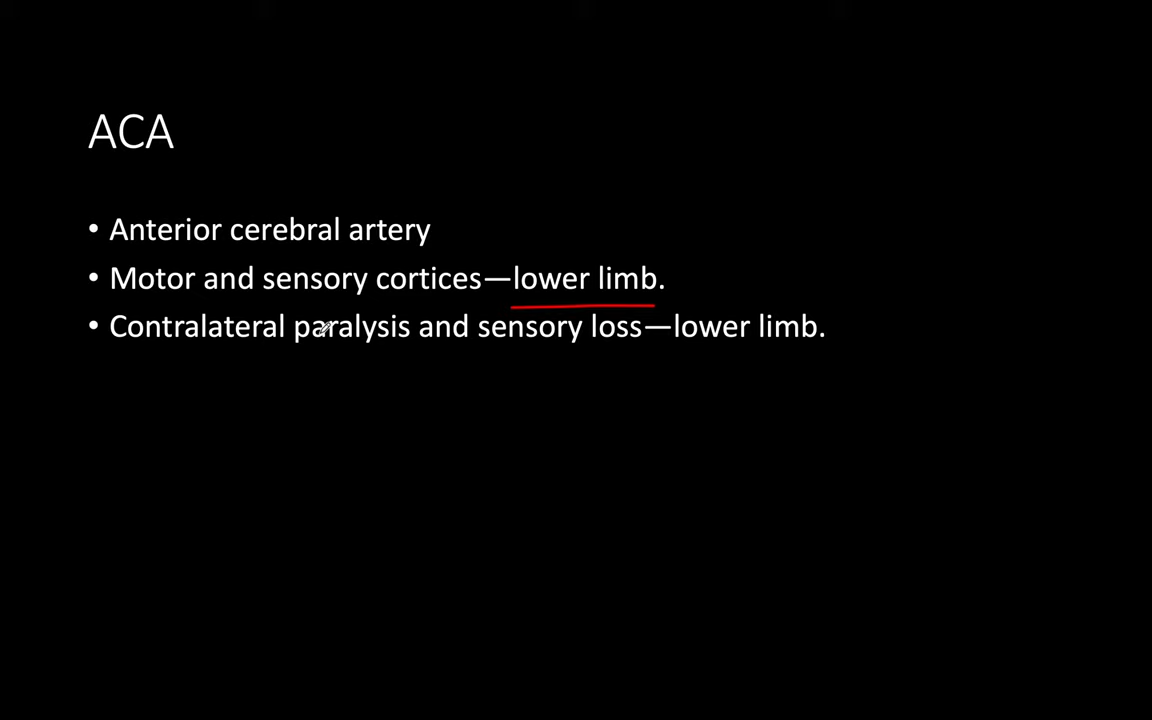 ACA
• Anterior cerebral artery
• Motor and sensory cortices—lower limb.
• Contralateral paralysis and sensory loss—lower limb.